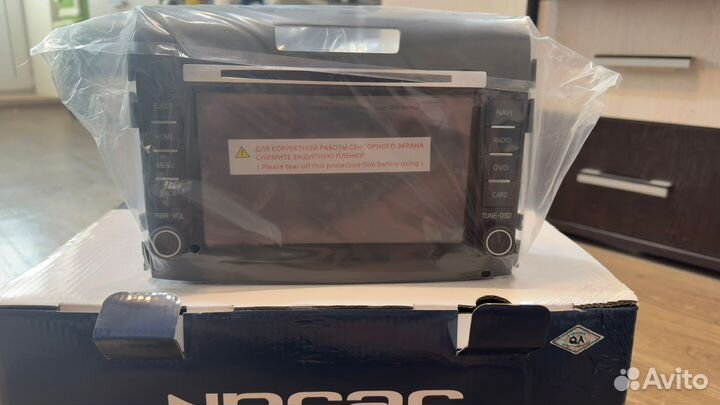 EJECT
HOME
MENU
PWR-VOL
NAVI
RADIO
DVD
CARD
TUNE-OSD
ДЛЯ КОРРЕКТНОЙ РАБОТЫ СЕНСОРНОГО ЭКРАНА
СНИМИТЕ ЗАЩИТНУЮ ПЛЕНКУ!
( Please tear off this protective film before using )
QA
Avito